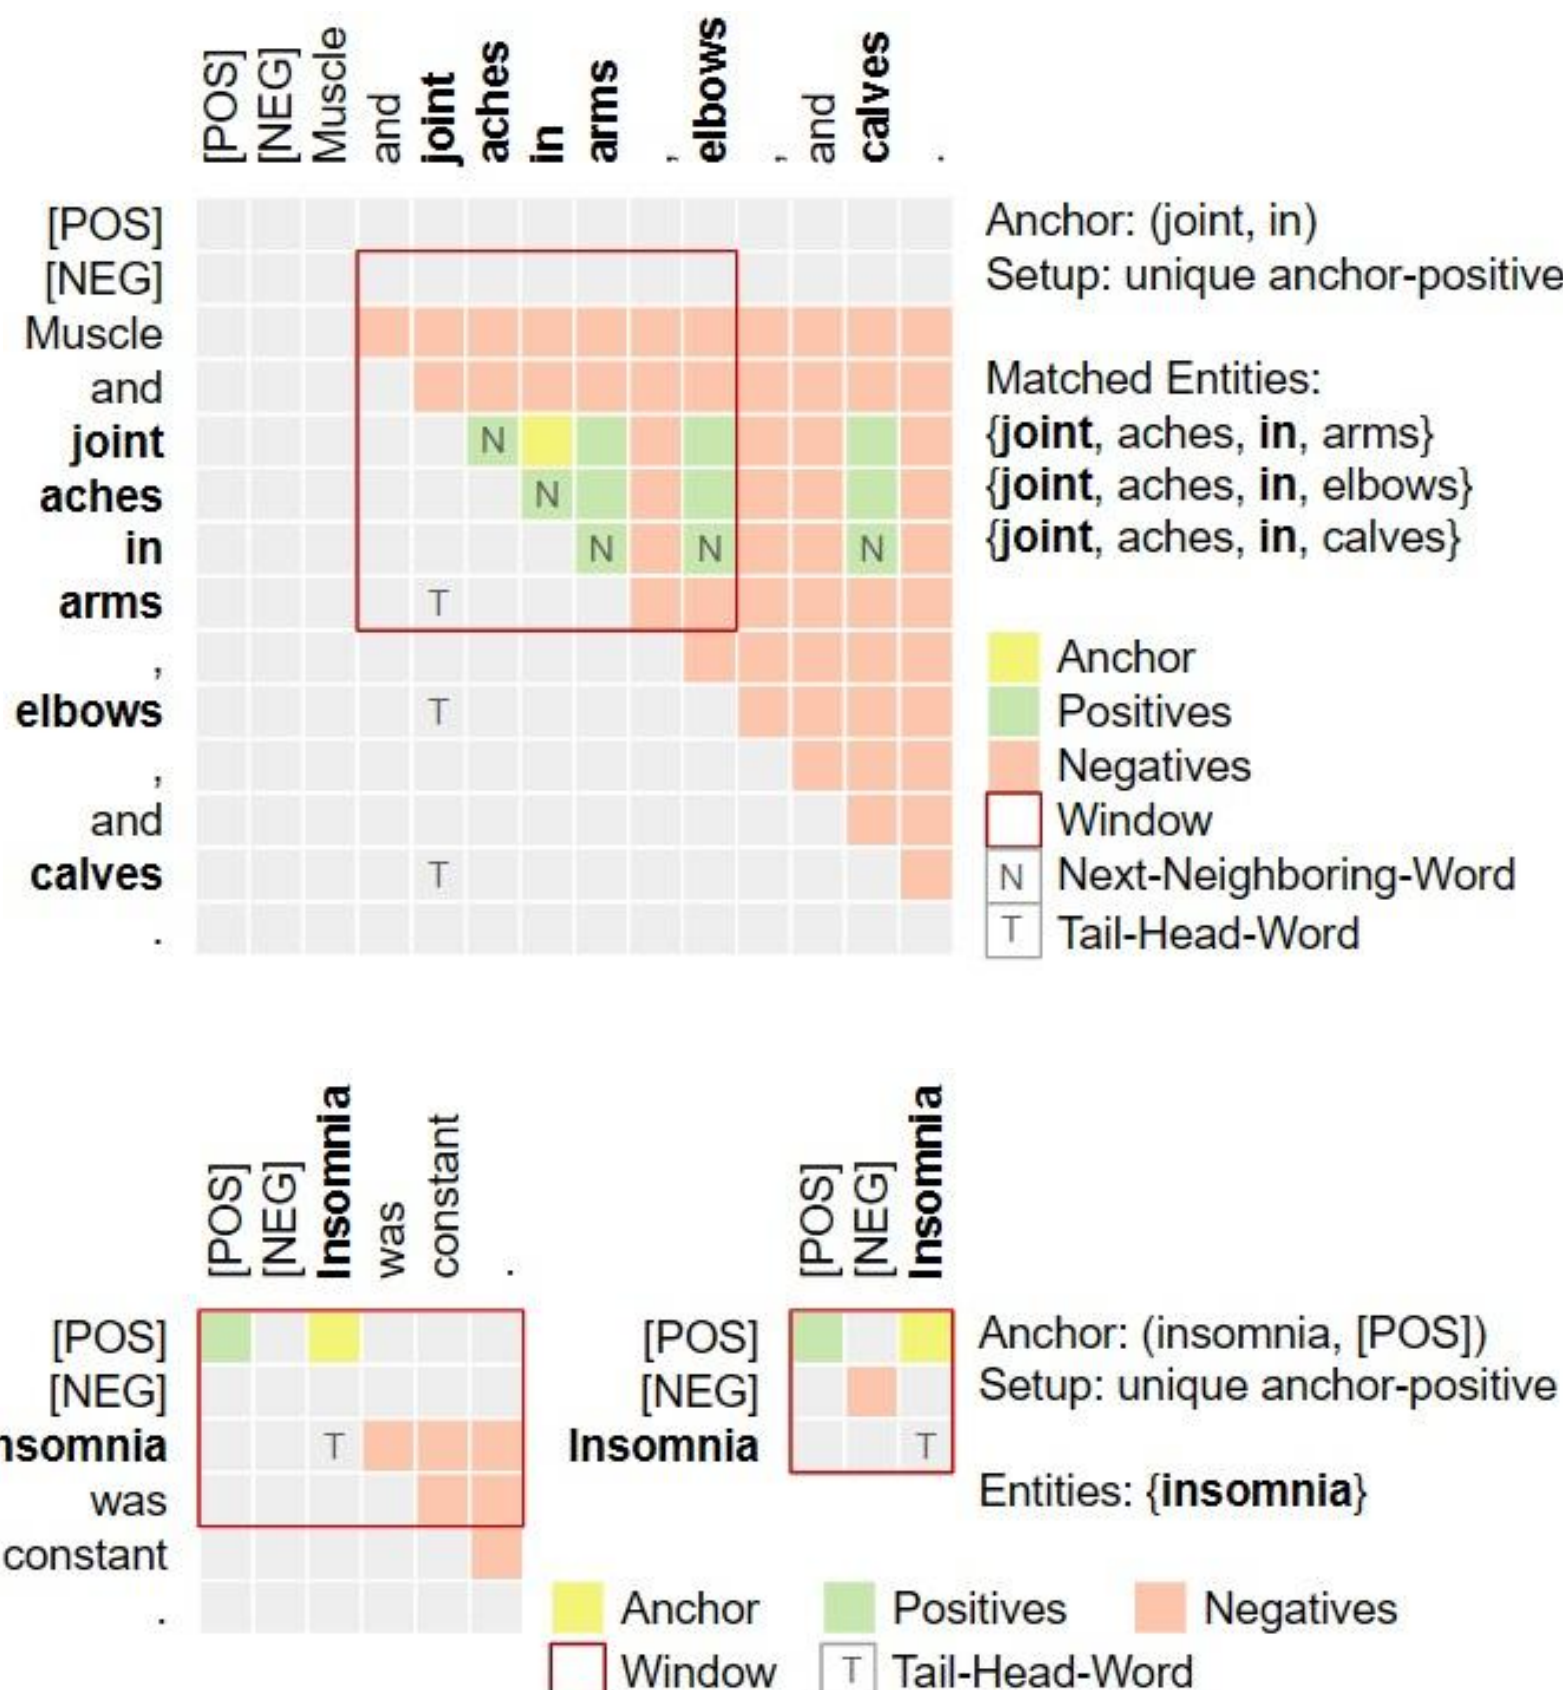 [POS] [NEG] Muscle and joint aches in arms , elbows , and calves .
[POS]
[NEG]
Muscle
and
joint N
aches N
in N N N
arms T
,
elbows T
,
and
calves T
.
Anchor: (joint, in)
Setup: unique anchor-positive
Matched Entities:
{joint, aches, in, arms}
{joint, aches, in, elbows}
{joint, aches, in, calves}
Anchor
Positives
Negatives
Window
N Next-Neighboring-Word
T Tail-Head-Word
[POS] [NEG] Insomnia was constant .
[POS]
[NEG]
nsomnia T
was
constant
.
[POS] [NEG] Insomnia
[POS]
[NEG]
Insomnia T
Anchor: (insomnia, [POS])
Setup: unique anchor-positive
Entities: {insomnia}
Anchor Positives Negatives
Window T Tail-Head-Word